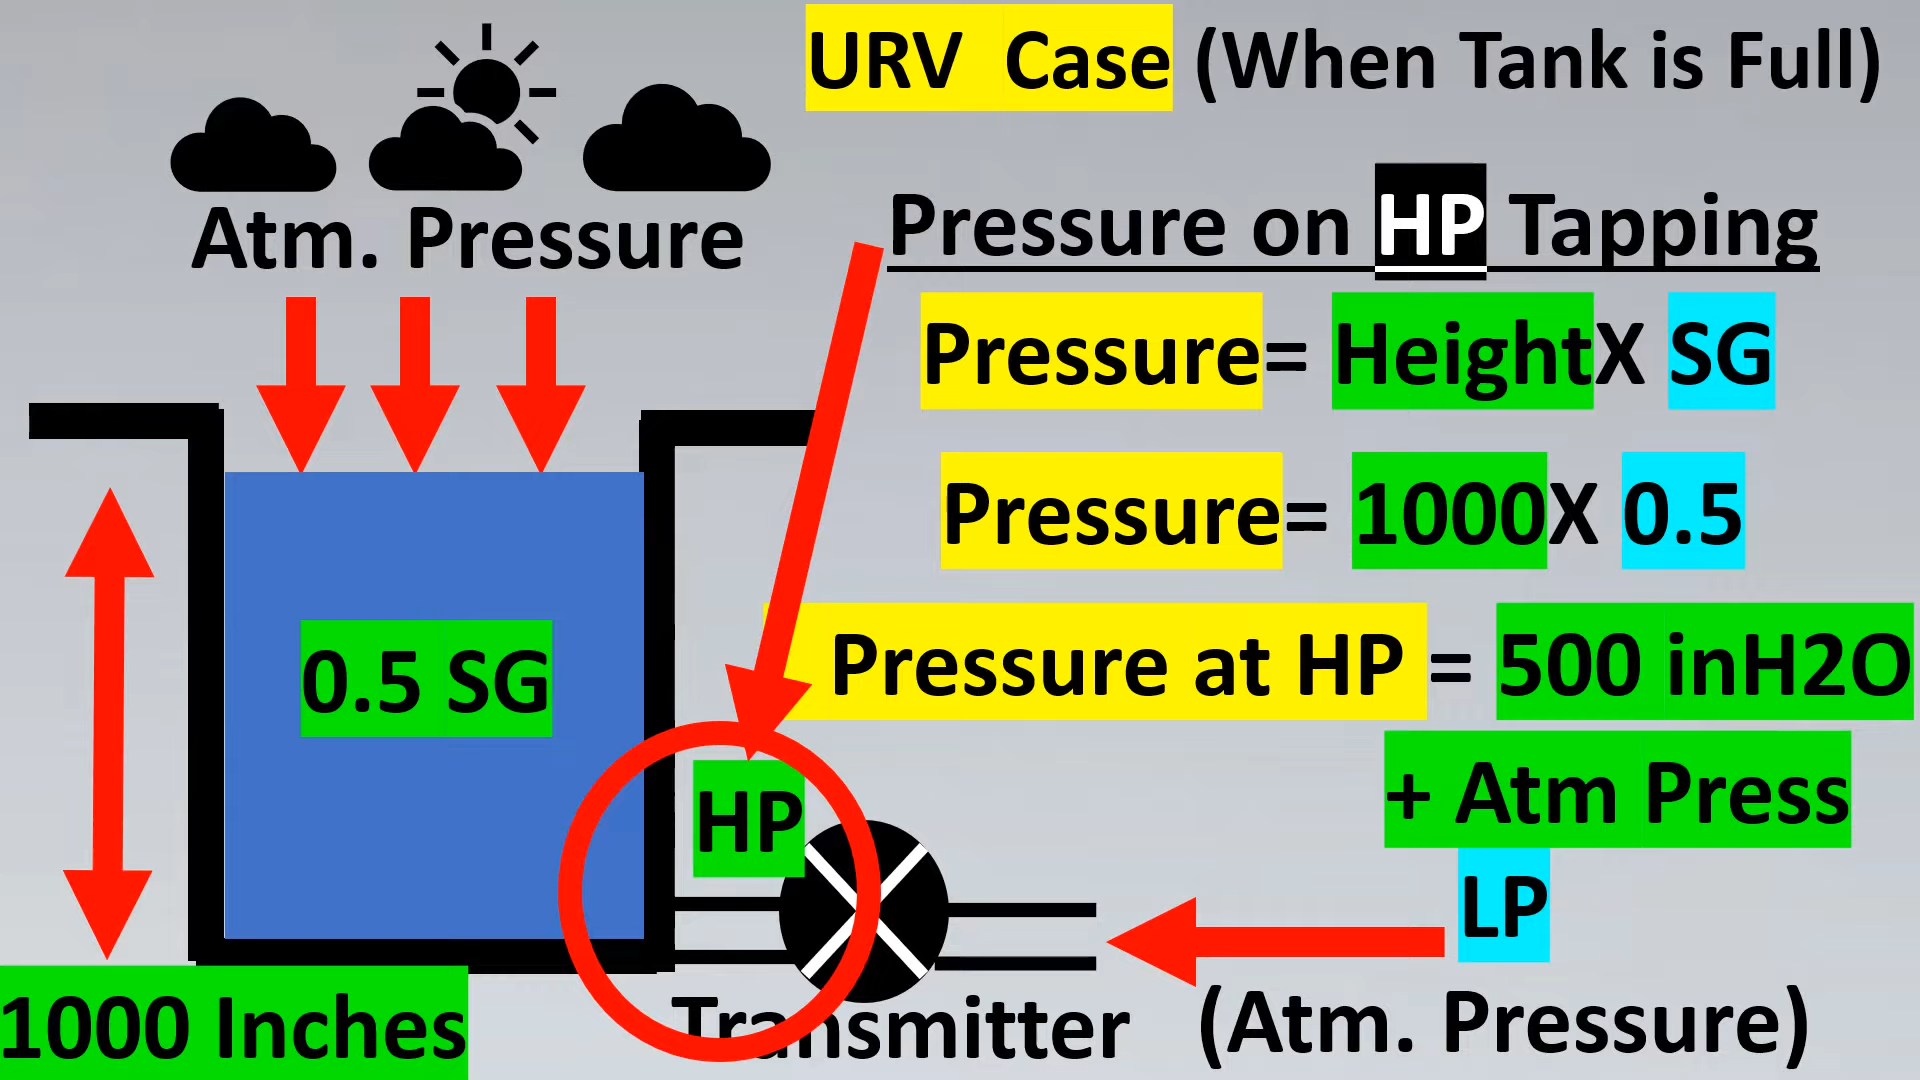 URV Case (When Tank is Full)
Atm. Pressure
Pressure on HP Tapping
Pressure= HeightX SG
Pressure= 1000X 0.5
0.5 SG
Pressure at HP = 500 inH2O
+ Atm Press
HP
LP
1000 Inches
Transmitter
(Atm. Pressure)